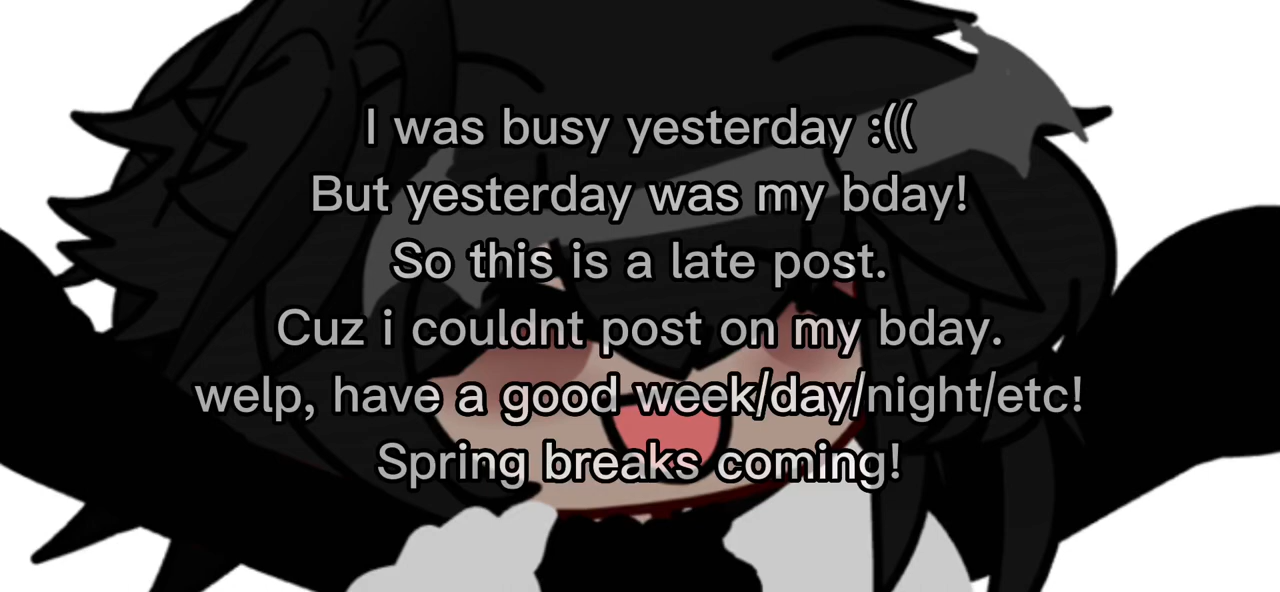 I was busy yesterday :((
But yesterday was my bday!
So this is a late post.
Cuz i couldnt post on my bday.
welp, have a good week/day/night/etc!
Spring breaks coming!